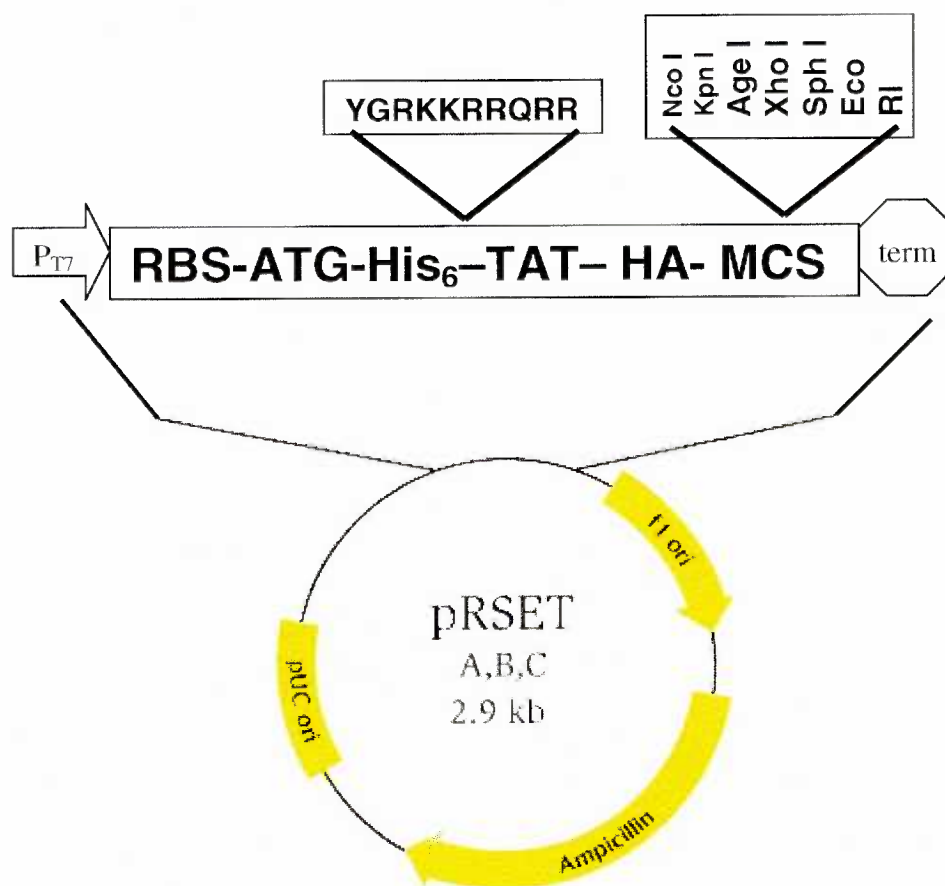 YGRKKRRQRR
Nco I
Kpn I
Age I
Xho I
Sph I
Eco
RI
P_T7
RBS-ATG-His₆–TAT– HA- MCS
term
f1 ori
pRSET
A,B,C
2.9 kb
pUC ori
Ampicillin